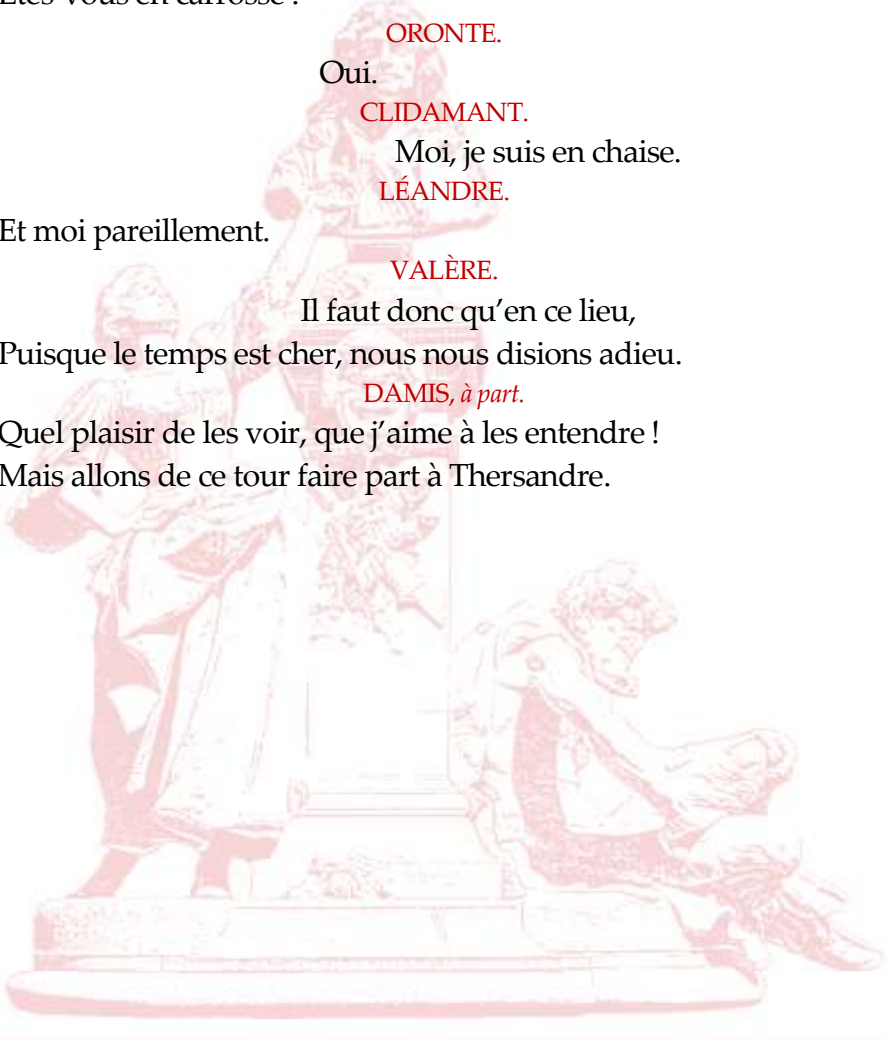 ORONTE.
Oui.
CLIDAMANT.
Moi, je suis en chaise.
LÉANDRE.
Et moi pareillement.
VALÈRE.
Il faut donc qu’en ce lieu,
Puisque le temps est cher, nous nous disions adieu.
DAMIS, à part.
Quel plaisir de les voir, que j’aime à les entendre !
Mais allons de ce tour faire part à Thersandre.